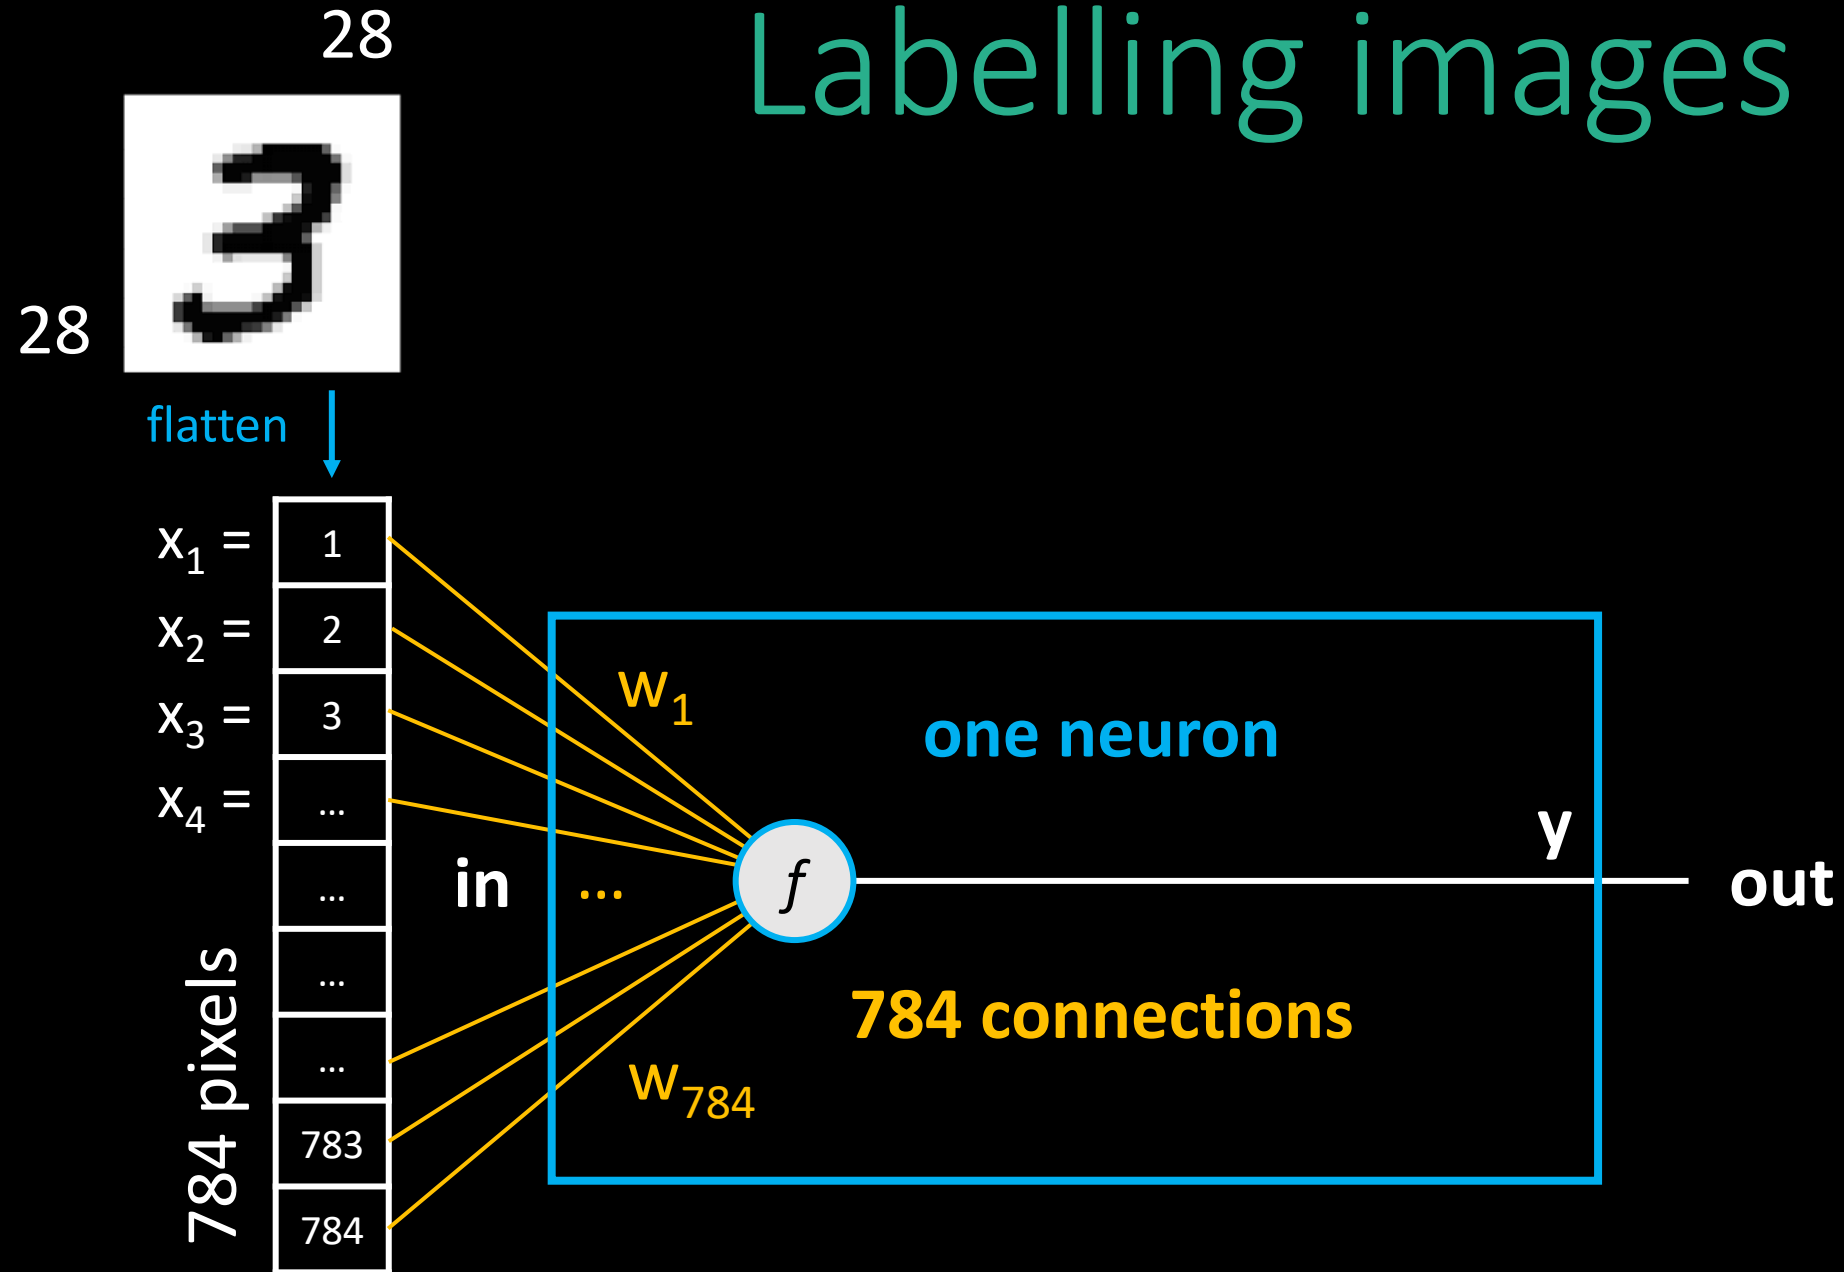 Labelling images
28
3
28
flatten
x₁ =
1
x₂ =
2
x₃ =
3
x₄ =
...
...
...
...
783
784
784 pixels
in
...
w₁
w₇₈₄
f
one neuron
784 connections
y
out